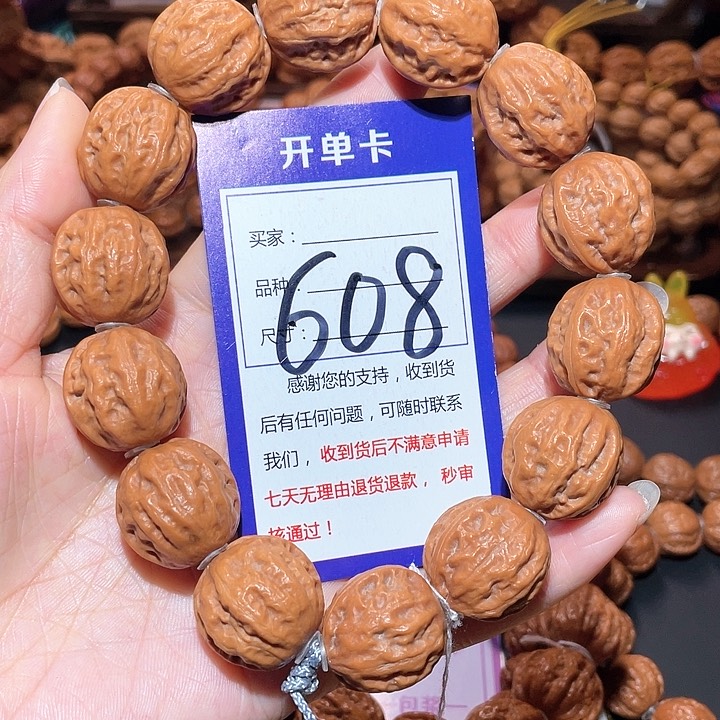 开单卡
买家：
品种：
608
尺寸：
感谢您的支持，收到货
后有任何问题，可随时联系
我们，收到货后不满意申请
七天无理由退货退款，秒审
核通过！